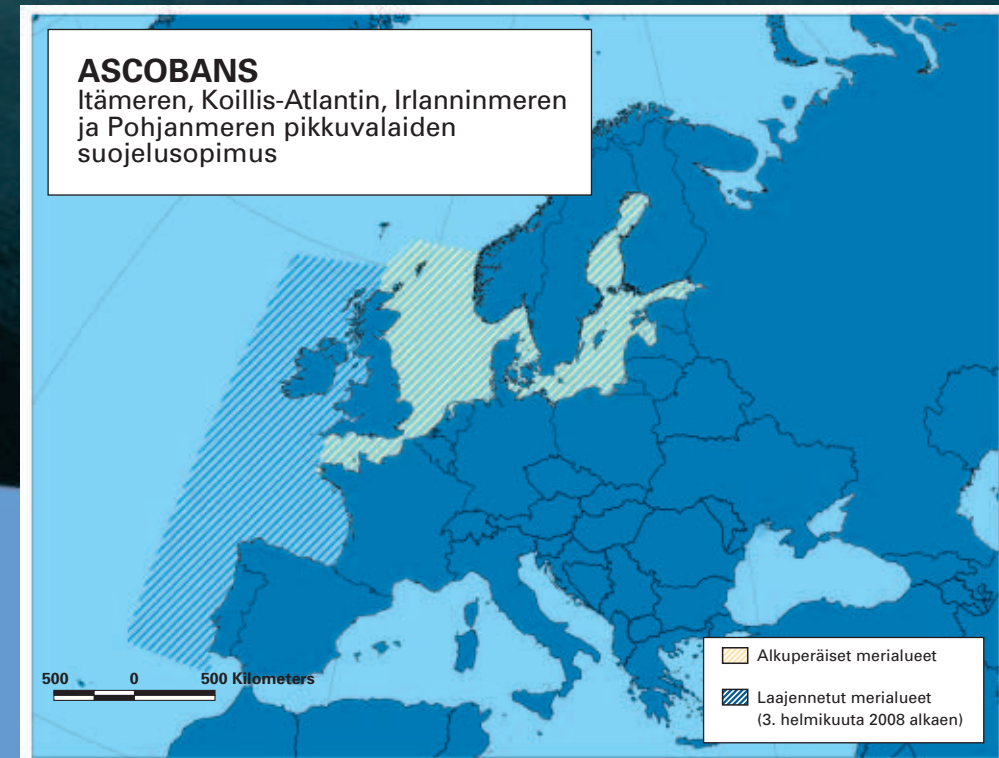 ASCOBANS
Itämeren, Koillis-Atlantin, Irlanninmeren
ja Pohjanmeren pikkuvalaiden
suojelusopimus
500 0 500 Kilometers
Alkuperäiset merialueet
Laajennetut merialueet
(3. helmikuuta 2008 alkaen)